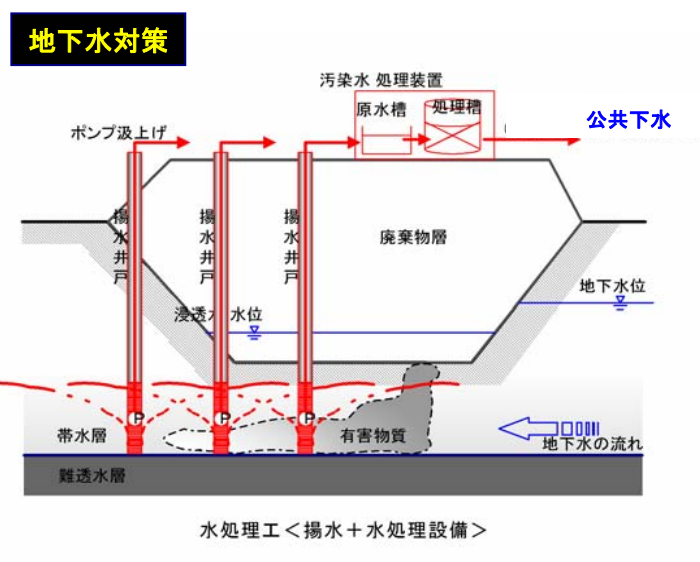 地下水対策
汚染水 処理装置
原水槽
処理槽
公共下水
ポンプ汲上げ
揚水井戸
揚水井戸
揚水井戸
廃棄物層
地下水位
浸透水水位
P
P
P
帯水層
有害物質
地下水の流れ
難透水層
水処理工＜揚水＋水処理設備＞